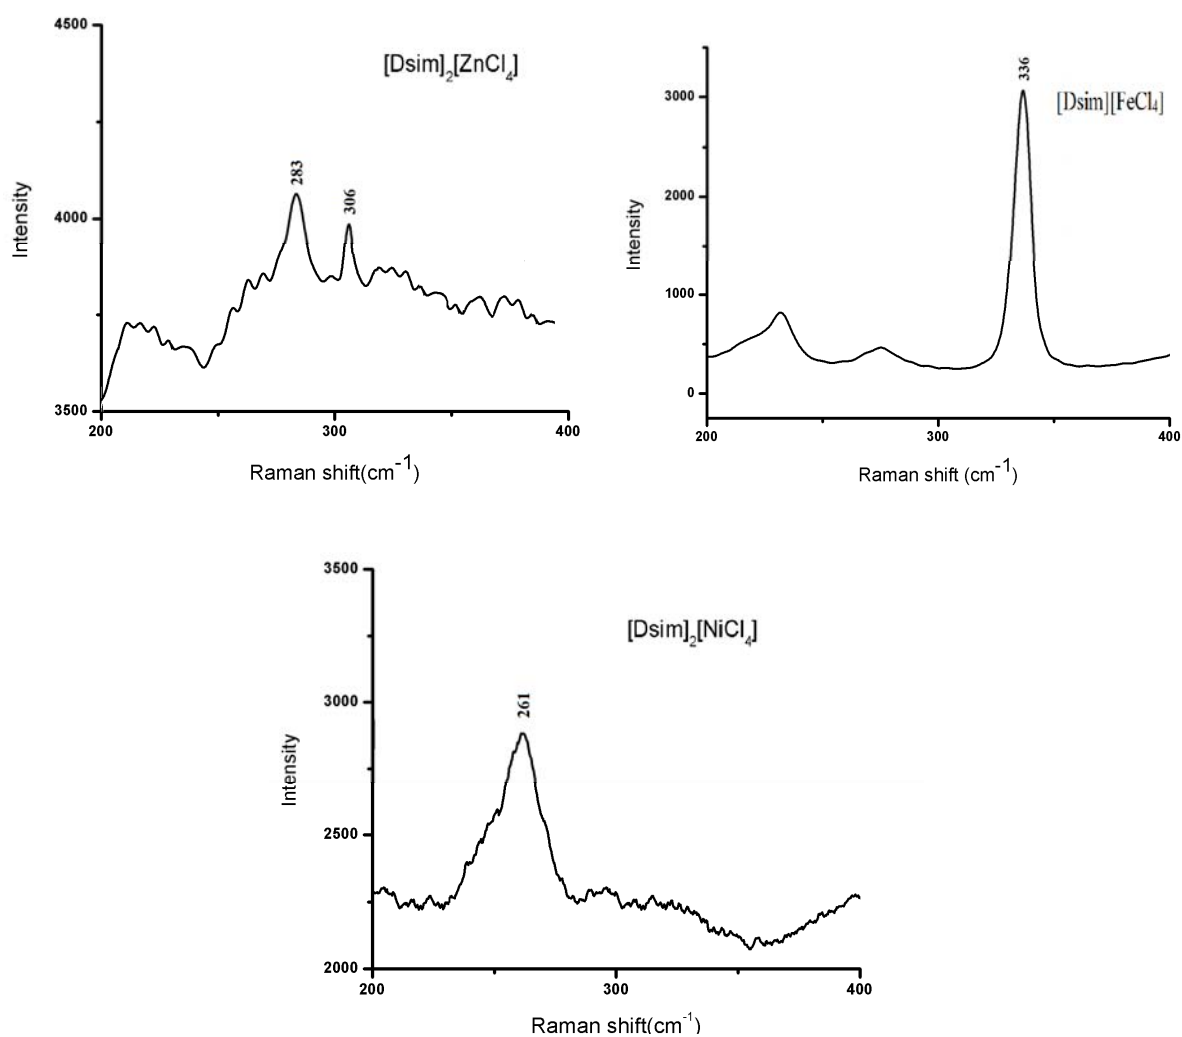 4500
[Dsim]2[ZnCl4]
283
306
4000
Intensity
3500
200
300
400
Raman shift(cm-1)
336
3000
[Dsim][FeCl4]
2000
Intensity
1000
0
200
300
400
Raman shift (cm-1)
3500
[Dsim]2[NiCl4]
261
3000
Intensity
2500
2000
200
300
400
Raman shift(cm-1)